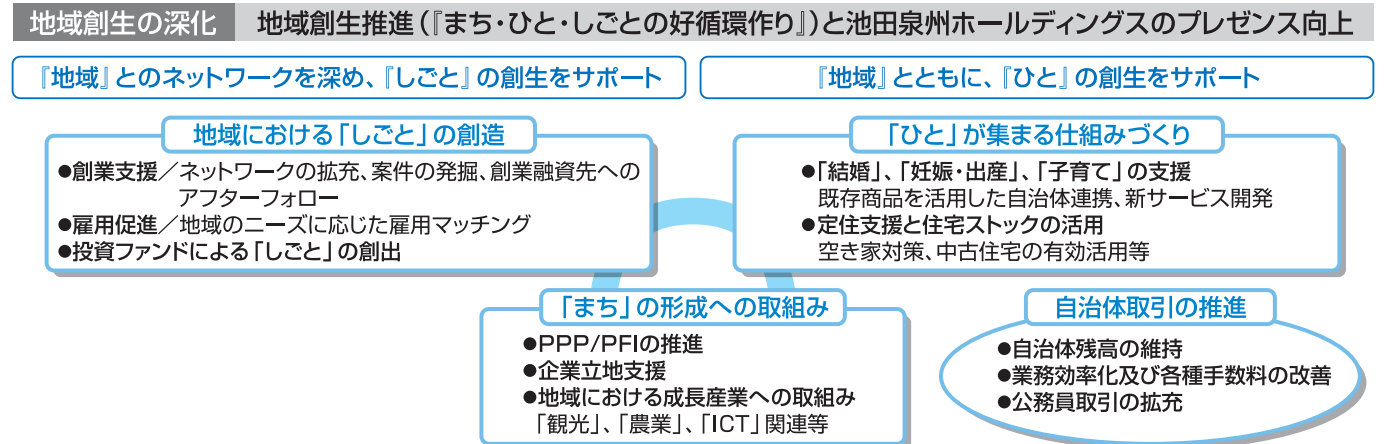 地域創生の深化 地域創生推進(『まち・ひと・しごとの好循環作り』)と池田泉州ホールディングスのプレゼンス向上
『地域』とのネットワークを深め、『しごと』の創生をサポート
『地域』とともに、『ひと』の創生をサポート
地域における「しごと」の創造
●創業支援/ネットワークの拡充、案件の発掘、創業融資先への
アフターフォロー
●雇用促進/地域のニーズに応じた雇用マッチング
●投資ファンドによる「しごと」の創出
「ひと」が集まる仕組みづくり
●「結婚」、「妊娠・出産」、「子育て」の支援
既存商品を活用した自治体連携、新サービス開発
●定住支援と住宅ストックの活用
空き家対策、中古住宅の有効活用等
「まち」の形成への取組み
●PPP/PFIの推進
●企業立地支援
●地域における成長産業への取組み
「観光」、「農業」、「ICT」関連等
自治体取引の推進
●自治体残高の維持
●業務効率化及び各種手数料の改善
●公務員取引の拡充